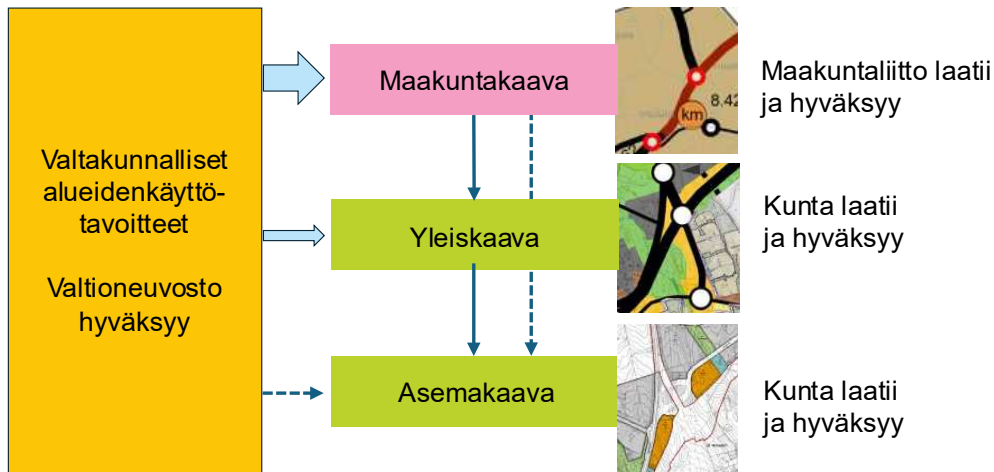 Valtakunnalliset
alueidenkäyttö-
tavoitteet
Valtioneuvosto
hyväksyy
Maakuntakaava
km
8.42
Maakuntaliitto laatii
ja hyväksyy
Yleiskaava
Kunta laatii
ja hyväksyy
Asemakaava
Kunta laatii
ja hyväksyy